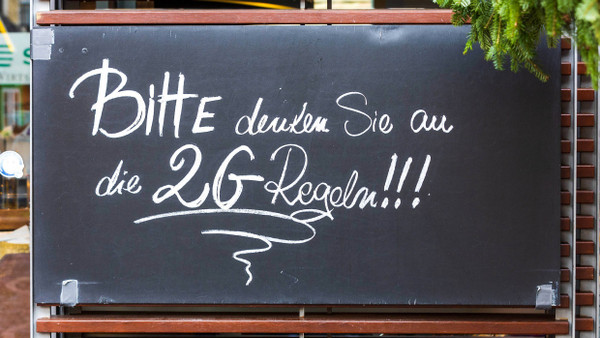 BITTE denken Sie an
die 2G-Regeln!!!